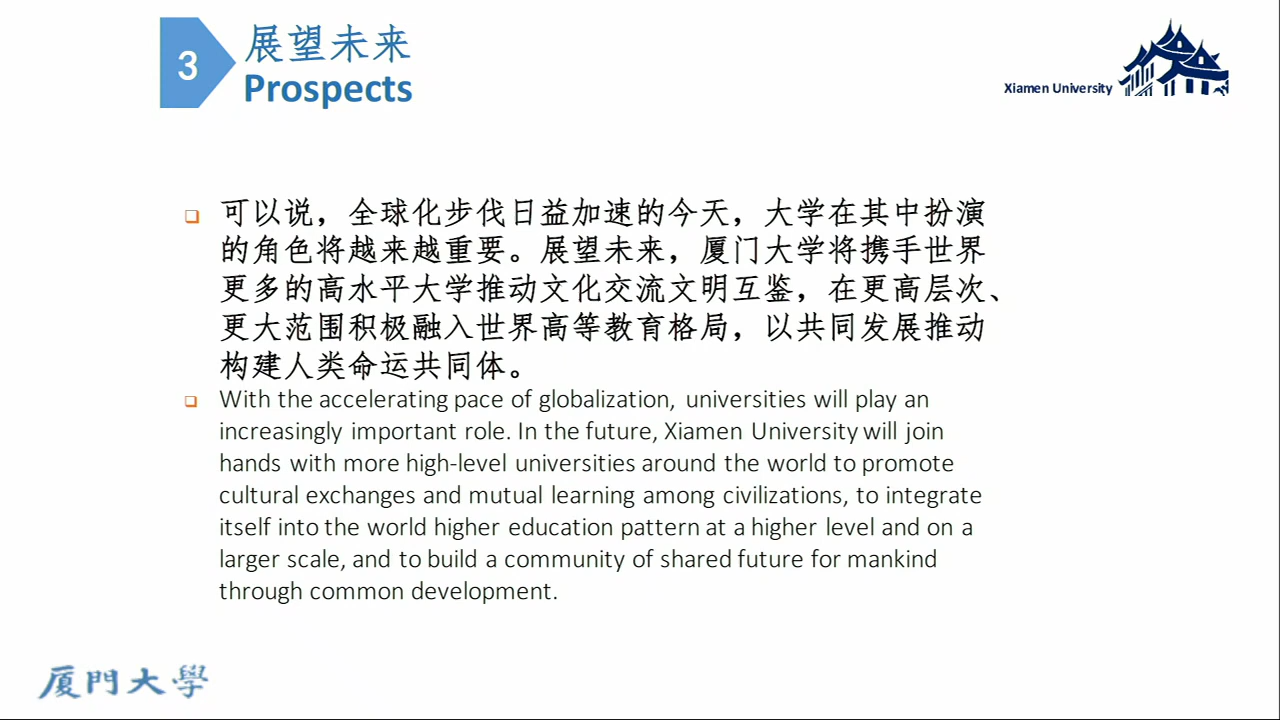 3
展望未来
Prospects
Xiamen University
可以说，全球化步伐日益加速的今天，大学在其中扮演
的角色将越来越重要。展望未来，厦门大学将携手世界
更多的高水平大学推动文化交流文明互鉴，在更高层次、
更大范围积极融入世界高等教育格局，以共同发展推动
构建人类命运共同体。
With the accelerating pace of globalization, universities will play an
increasingly important role. In the future, Xiamen University will join
hands with more high-level universities around the world to promote
cultural exchanges and mutual learning among civilizations, to integrate
itself into the world higher education pattern at a higher level and on a
larger scale, and to build a community of shared future for mankind
through common development.
厦門大學